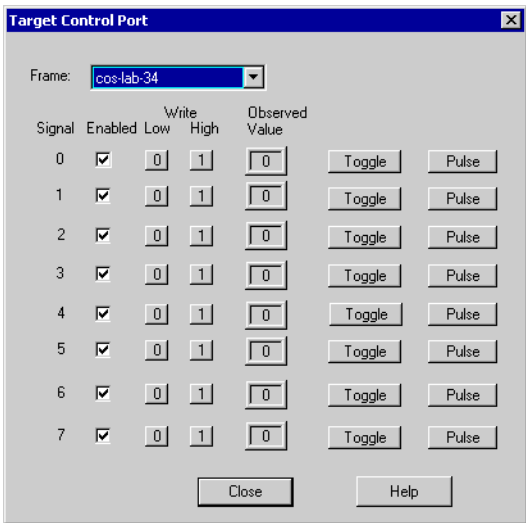 Target Control Port
Frame: cos-lab-34
Write Observed
Signal Enabled Low High Value
0 0 1 0 Toggle Pulse
1 0 1 0 Toggle Pulse
2 0 1 0 Toggle Pulse
3 0 1 0 Toggle Pulse
4 0 1 0 Toggle Pulse
5 0 1 0 Toggle Pulse
6 0 1 0 Toggle Pulse
7 0 1 0 Toggle Pulse
Close Help